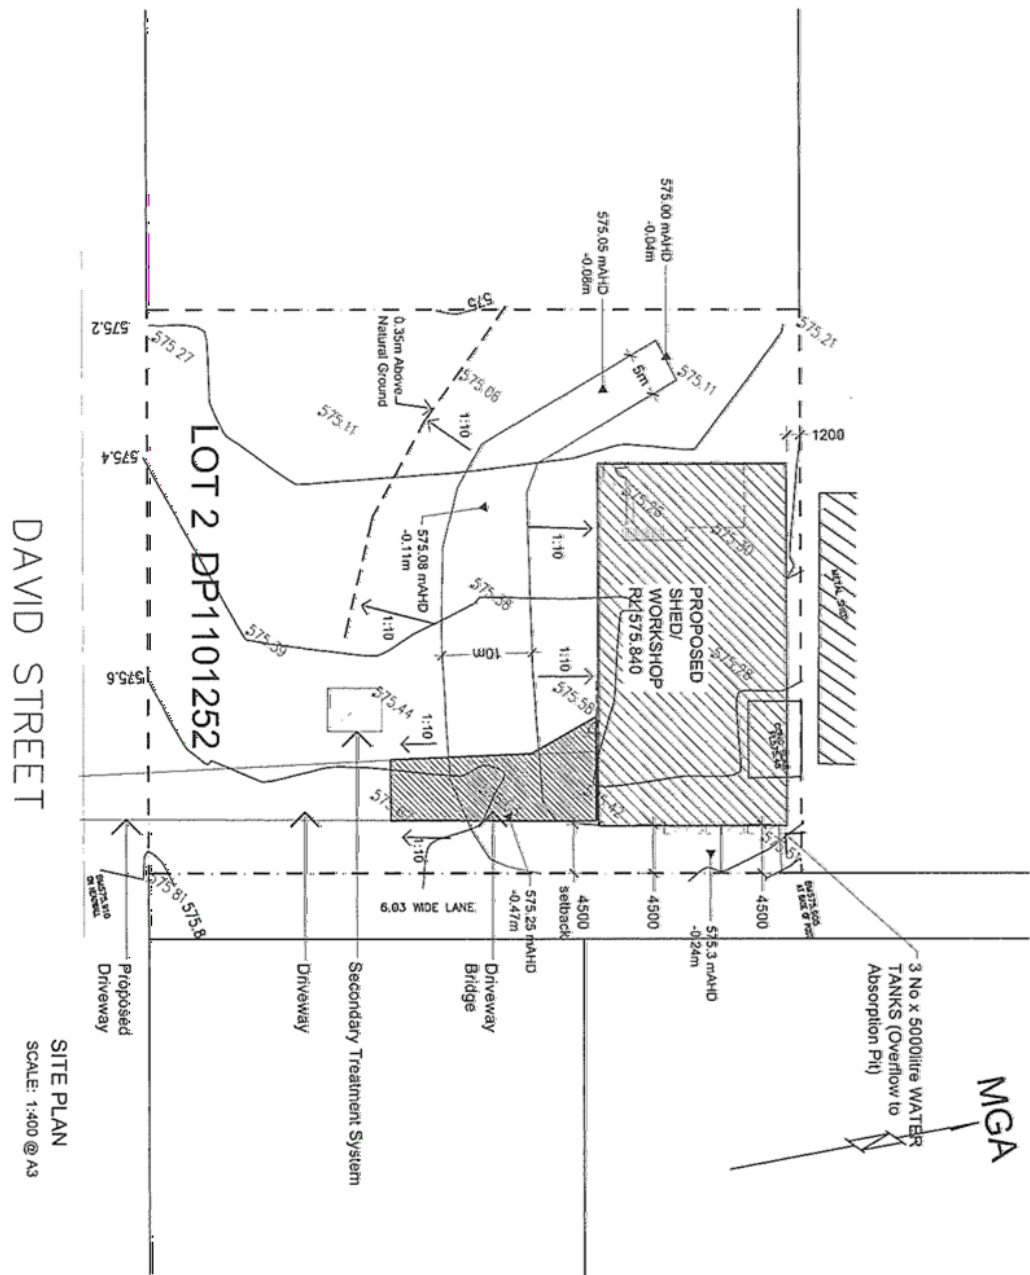 MGA
3 No x 5000litre WATER
TANKS (Overflow to
Absorption Pit)
575.21
1200
METAL SHED
575.00 mAHD
-0.04m
575.11
5m
575.05 mAHD
-0.08m
575
0.35m Above
Natural Ground
575.06
1:10
575.11
575.2
575.27
575.4
575.39
575.6
LOT 2 DP1101252
DAVID STREET
575.08 mAHD
-0.11m
575.38
1:10
10m
1:10
1:10
575.30
PROPOSED
SHED/
WORKSHOP
RL 575.840
575.28
575.58
575.44
1:10
1:10
575.81
575.8
6.03 WIDE LANE
575.25 mAHD
-0.47m
4500
setback
4500
4500
575.3 mAHD
-0.24m
Driveway
Bridge
Secondary Treatment System
Driveway
Proposed
Driveway
SITE PLAN
SCALE: 1:400 @ A3